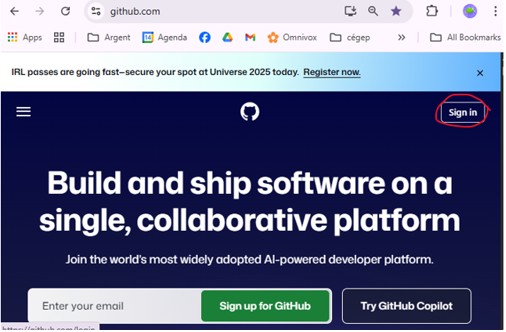 github.com
Apps Argent 14 Agenda Omnivox cégep » All Bookmarks
IRL passes are going fast—secure your spot at Universe 2025 today. Register now.
Sign in
Build and ship software on a
single, collaborative platform
Join the world's most widely adopted AI-powered developer platform.
Enter your email Sign up for GitHub Try GitHub Copilot
https://github.com/login